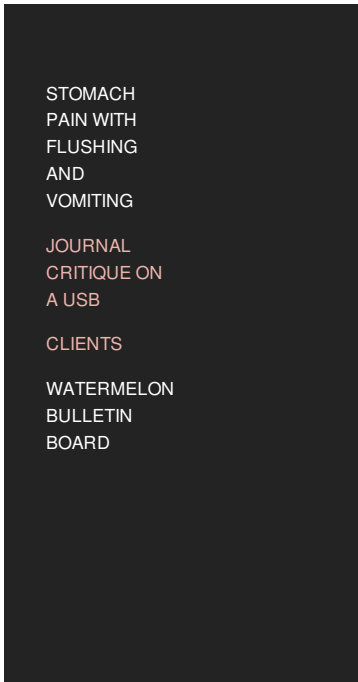 STOMACH
PAIN WITH
FLUSHING
AND
VOMITING
JOURNAL
CRITIQUE ON
A USB
CLIENTS
WATERMELON
BULLETIN
BOARD